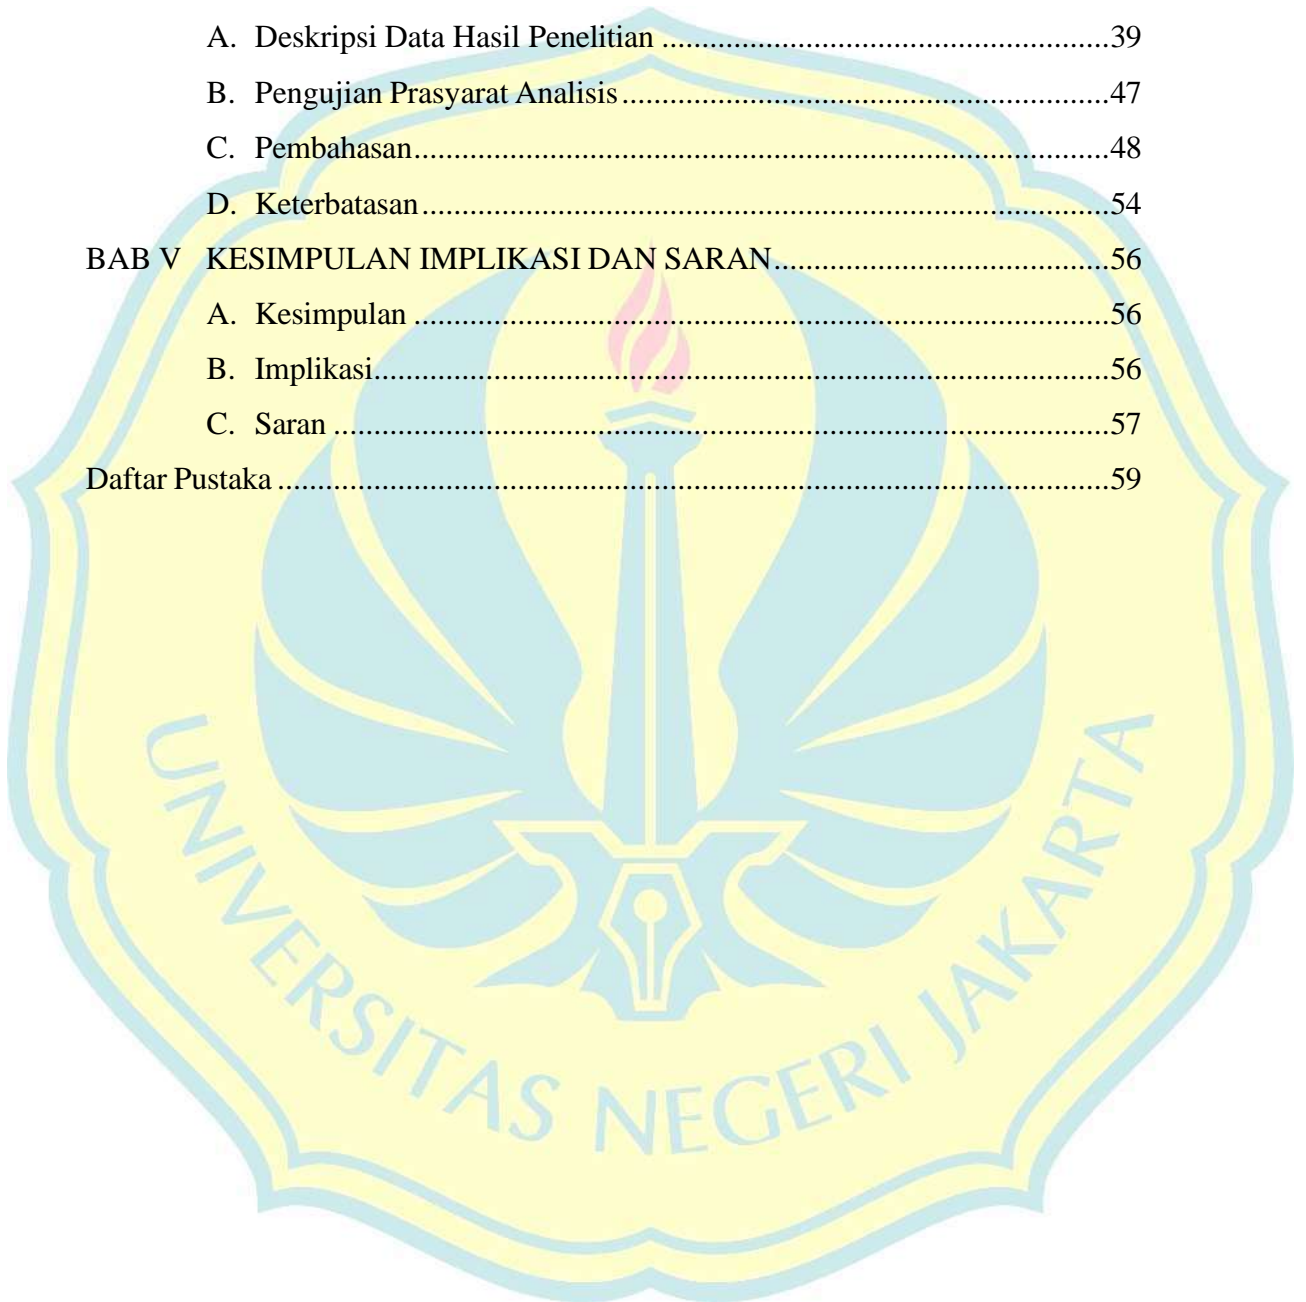 A. Deskripsi Data Hasil Penelitian ........................................................39
B. Pengujian Prasyarat Analisis.............................................................47
C. Pembahasan.......................................................................................48
D. Keterbatasan......................................................................................54
BAB V KESIMPULAN IMPLIKASI DAN SARAN..........................................56
A. Kesimpulan .......................................................................................56
B. Implikasi............................................................................................56
C. Saran .................................................................................................57
Daftar Pustaka.........................................................................................................59
UNIVERSITAS NEGERI JAKARTA